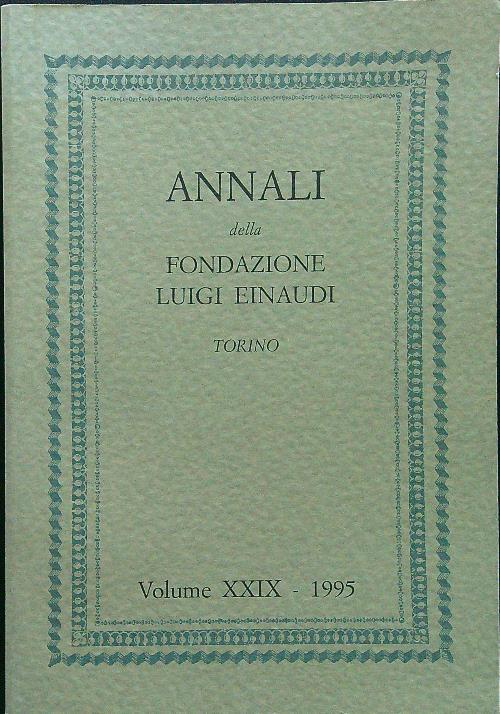 ANNALI
della
FONDAZIONE
LUIGI EINAUDI
TORINO
Volume XXIX - 1995